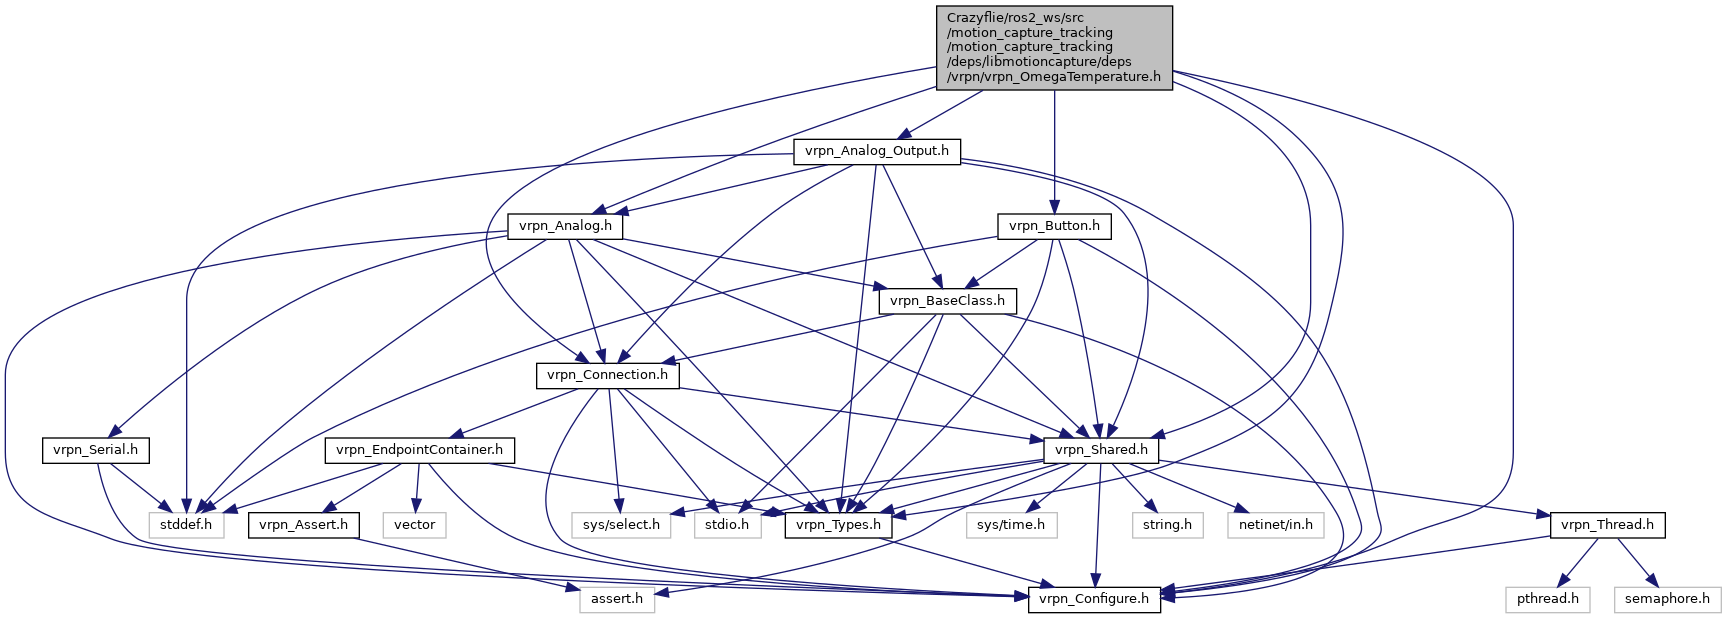 Crazyflie/ros2_ws/src
/motion_capture_tracking
/motion_capture_tracking
/deps/libmotioncapture/deps
/vrpn/vrpn_OmegaTemperature.h
vrpn_Analog_Output.h
vrpn_Analog.h
vrpn_Button.h
vrpn_BaseClass.h
vrpn_Connection.h
vrpn_Serial.h
vrpn_EndpointContainer.h
vrpn_Shared.h
stddef.h
vrpn_Assert.h
vector
sys/select.h
stdio.h
vrpn_Types.h
sys/time.h
string.h
netinet/in.h
vrpn_Thread.h
assert.h
vrpn_Configure.h
pthread.h
semaphore.h